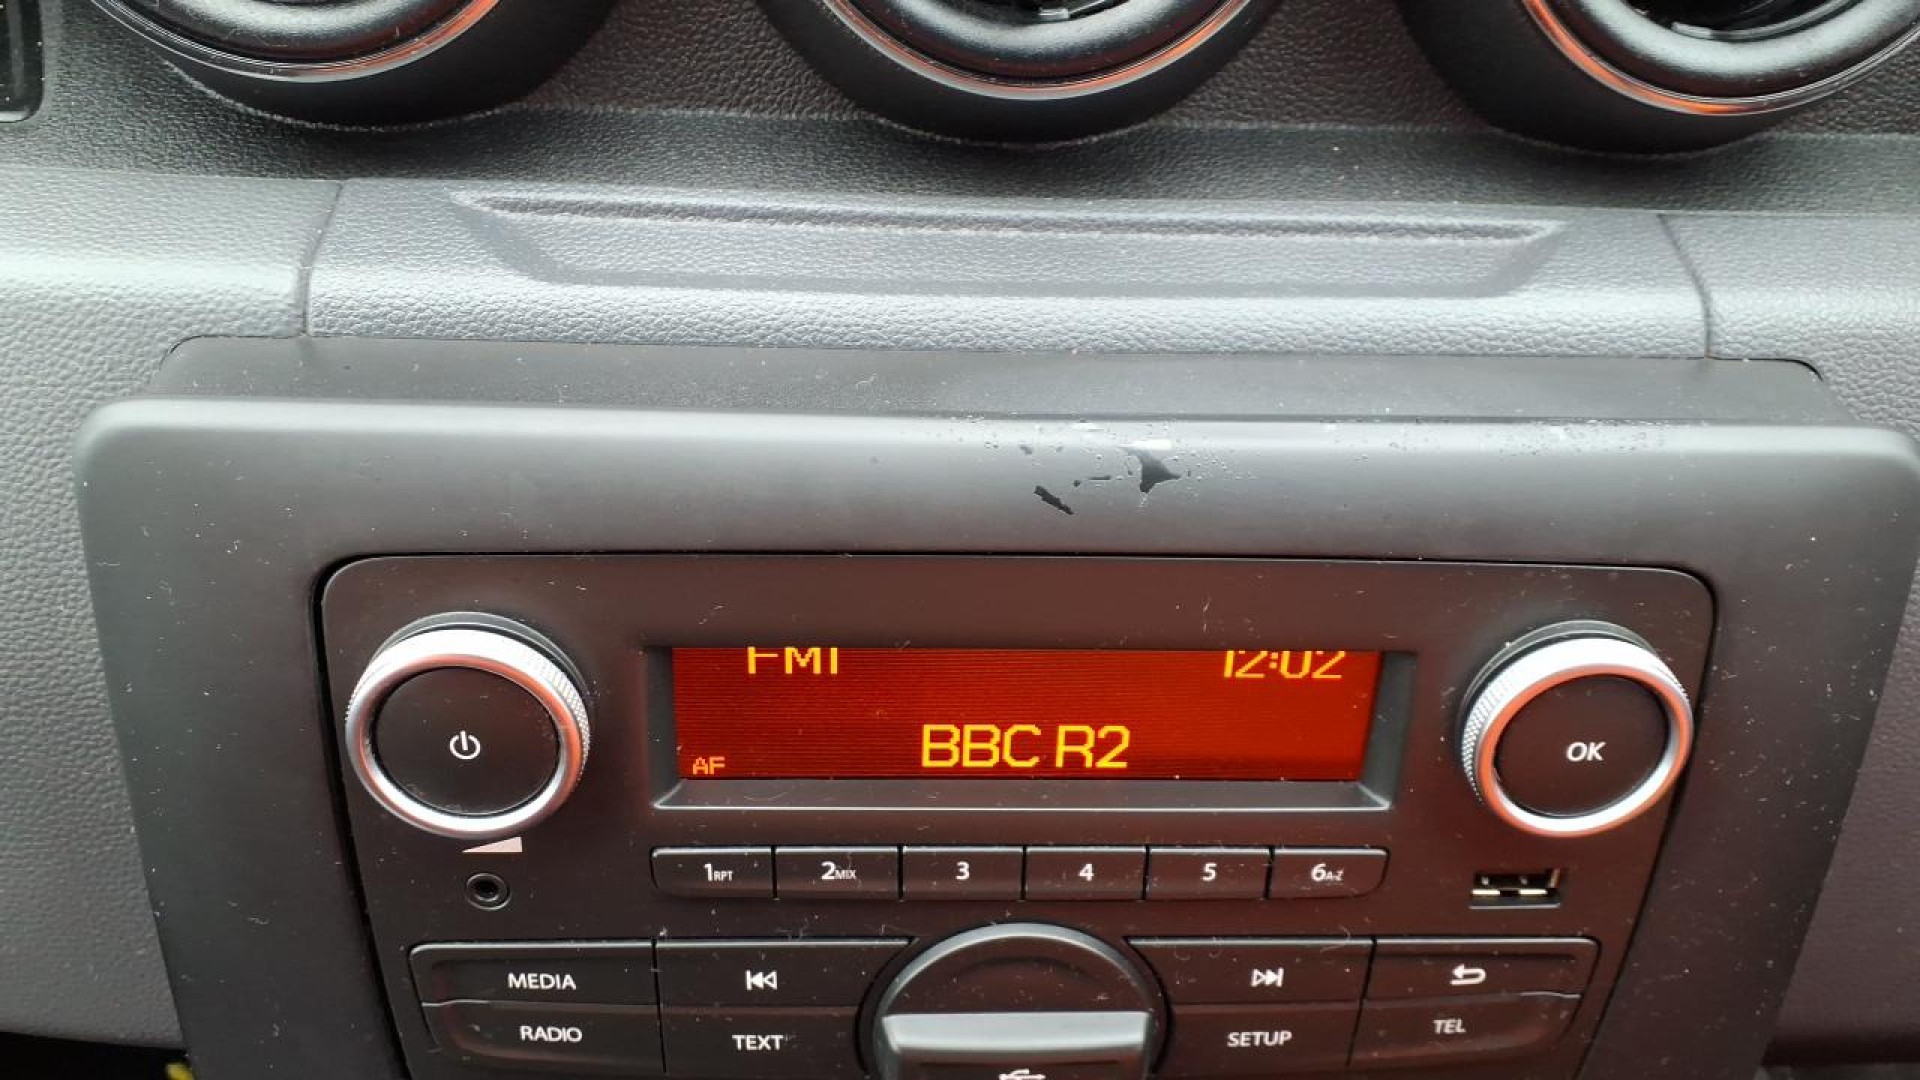 FM1 12:02
BBC R2
AF
OK
1RPT 2MIX 3 4 5 6A-Z
MEDIA
RADIO TEXT SETUP TEL